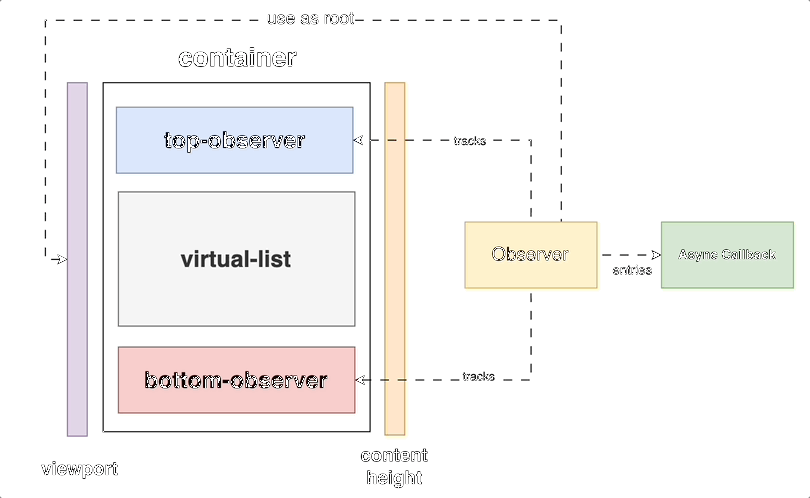 use as root
container
top-observer
tracks
virtual-list
Observer
Async Callback
entries
bottom-observer
tracks
viewport
content
height